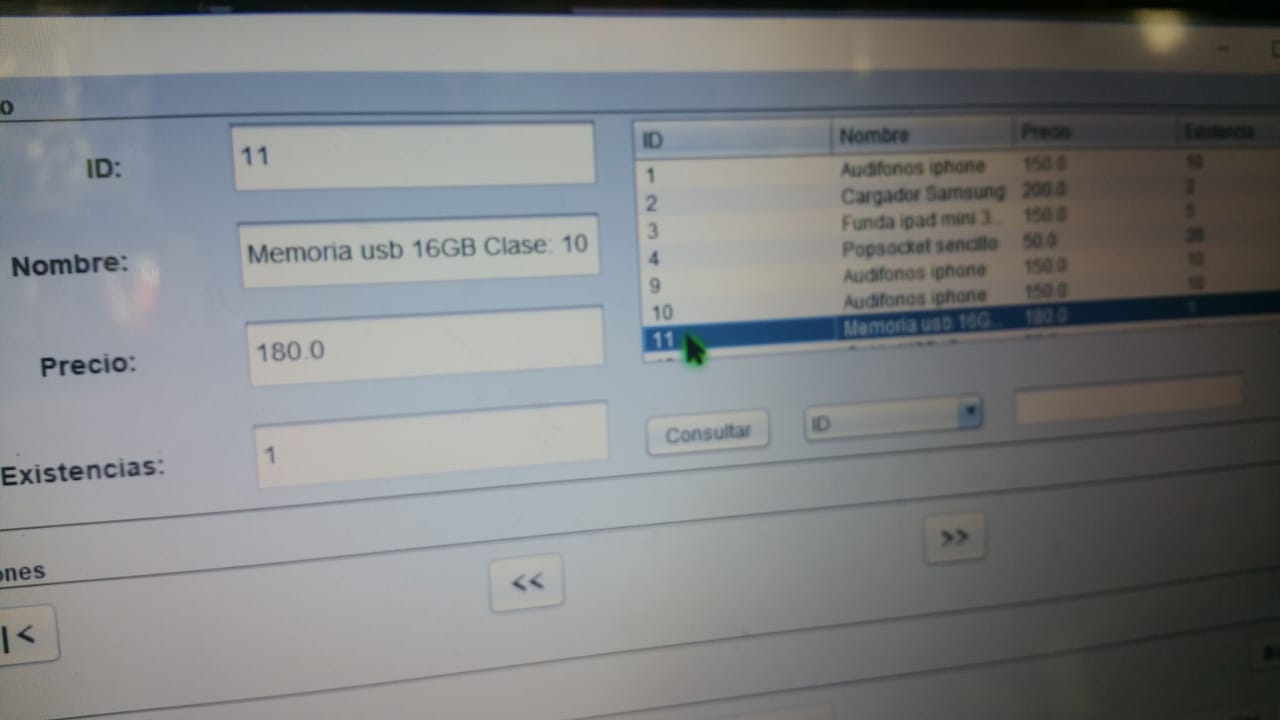 o
ID: 11
Nombre: Memoria usb 16GB Clase: 10
Precio: 180.0
Existencias: 1
ID Nombre Precio Existencia
1 Audifonos iphone 150.0 10
2 Cargador Samsung 200.0 2
3 Funda ipad mini 3... 150.0 5
4 Popsocket sencillo 50.0 20
9 Audifonos iphone 150.0 10
10 Audifonos iphone 150.0 10
11 Memoria usb 16G... 180.0 1
Consultar ID
ones
|< << >>